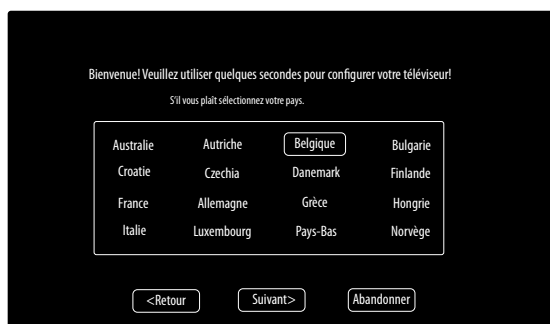 Bienvenue! Veuillez utiliser quelques secondes pour configurer votre téléviseur!
S'il vous plaît sélectionnez votre pays.
Australie Autriche Belgique Bulgarie
Croatie Czechia Danemark Finlande
France Allemagne Grèce Hongrie
Italie Luxembourg Pays-Bas Norvège
<Retour Suivant> Abandonner